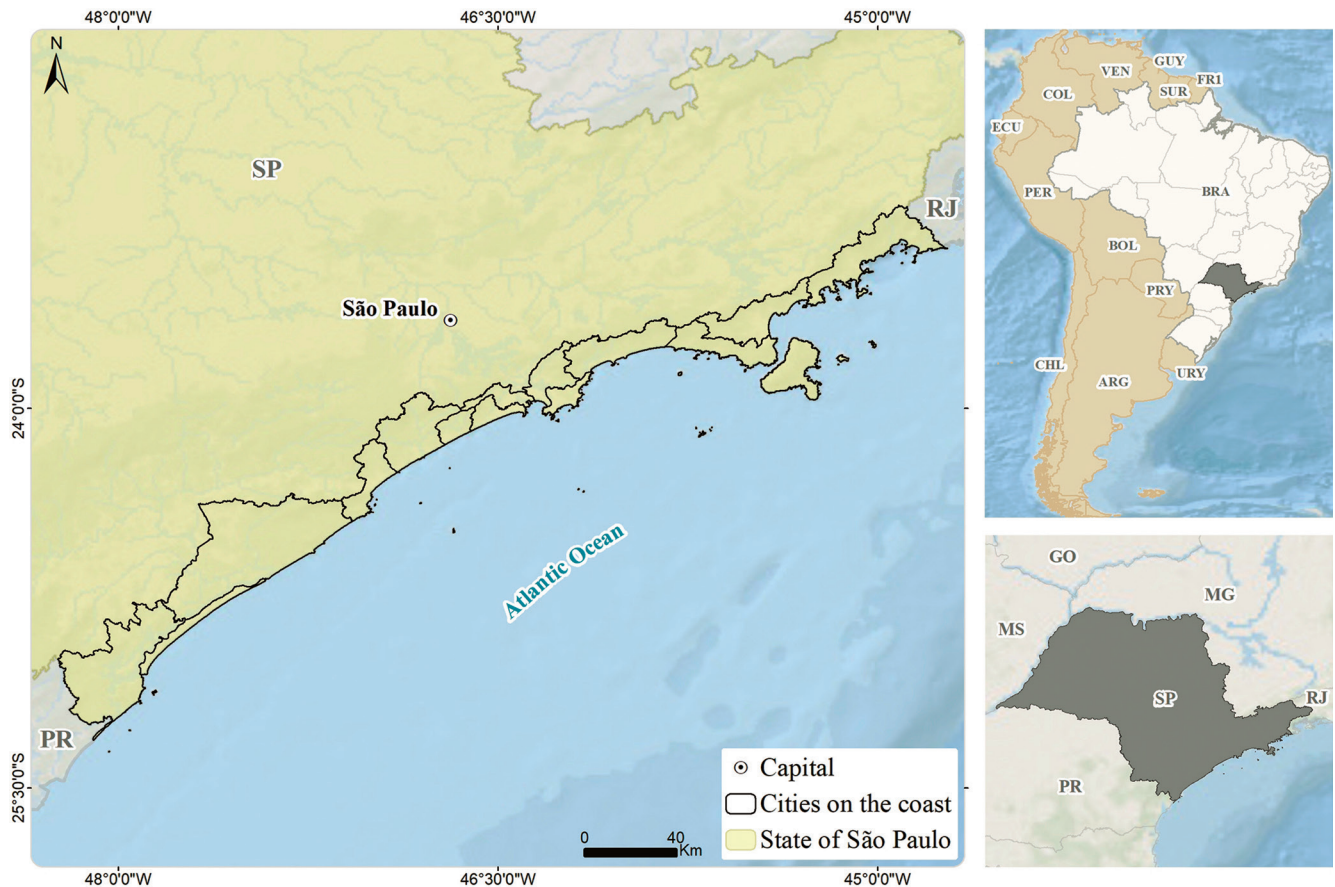 48°0'0"W
46°30'0"W
45°0'0"W
N
SP
RJ
São Paulo
24°0'0"S
Atlantic Ocean
PR
25°30'0"S
Capital
Cities on the coast
State of São Paulo
0 40
Km
48°0'0"W
46°30'0"W
45°0'0"W
GUY
VEN
FR1
SUR
COL
ECU
BRA
PER
BOL
PRY
CHL
URY
ARG
GO
MG
MS
SP
RJ
PR